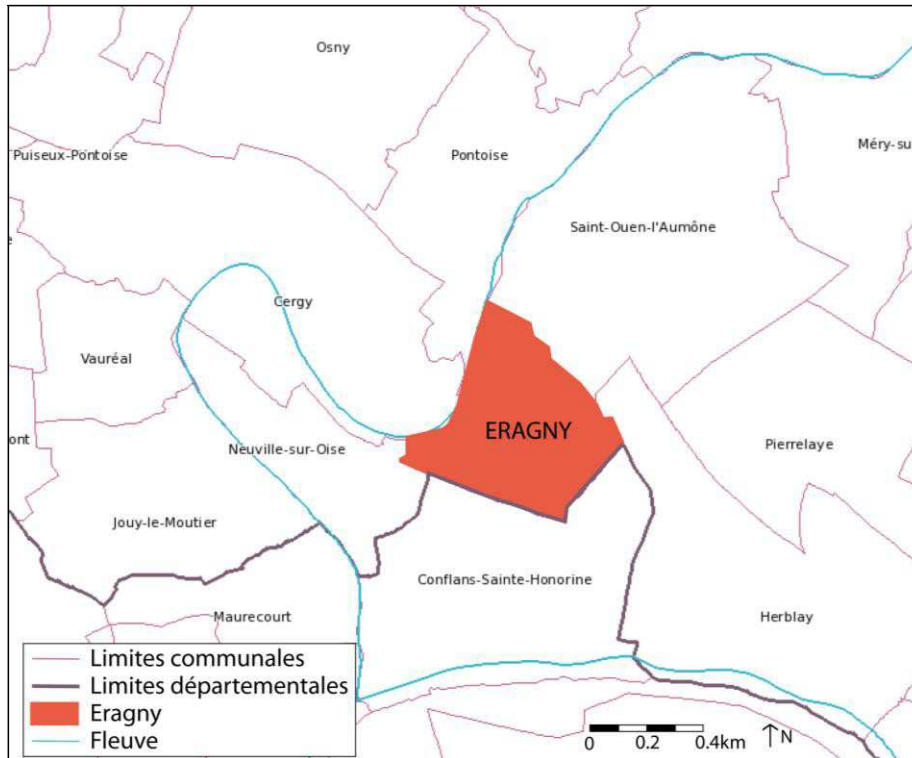 Osny
Puiseux-Pontoise
Pontoise
Méry-su
Saint-Ouen-l'Aumône
e
Cergy
Vauréal
ERAGNY
ont
Neuville-sur-Oise
Pierrelaye
Jouy-le-Moutier
Conflans-Sainte-Honorine
Maurecourt
Herblay
Limites communales
Limites départementales
Eragny
Fleuve
0 0.2 0.4km
N